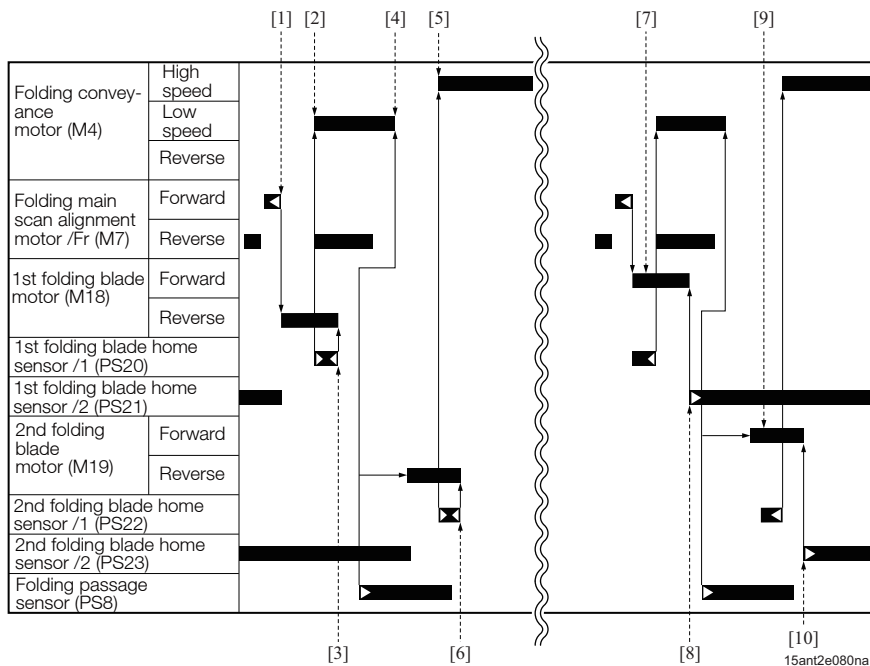 [1] [2] [4] [5] [7] [9]
Folding convey-
ance
motor (M4)
High
speed
Low
speed
Reverse
Folding main
scan alignment
motor /Fr (M7)
Forward
Reverse
1st folding blade
motor (M18)
Forward
Reverse
1st folding blade home
sensor /1 (PS20)
1st folding blade home
sensor /2 (PS21)
2nd folding
blade
motor (M19)
Forward
Reverse
2nd folding blade home
sensor /1 (PS22)
2nd folding blade home
sensor /2 (PS23)
Folding passage
sensor (PS8)
[3] [6] [8] [10]
15ant2e080na